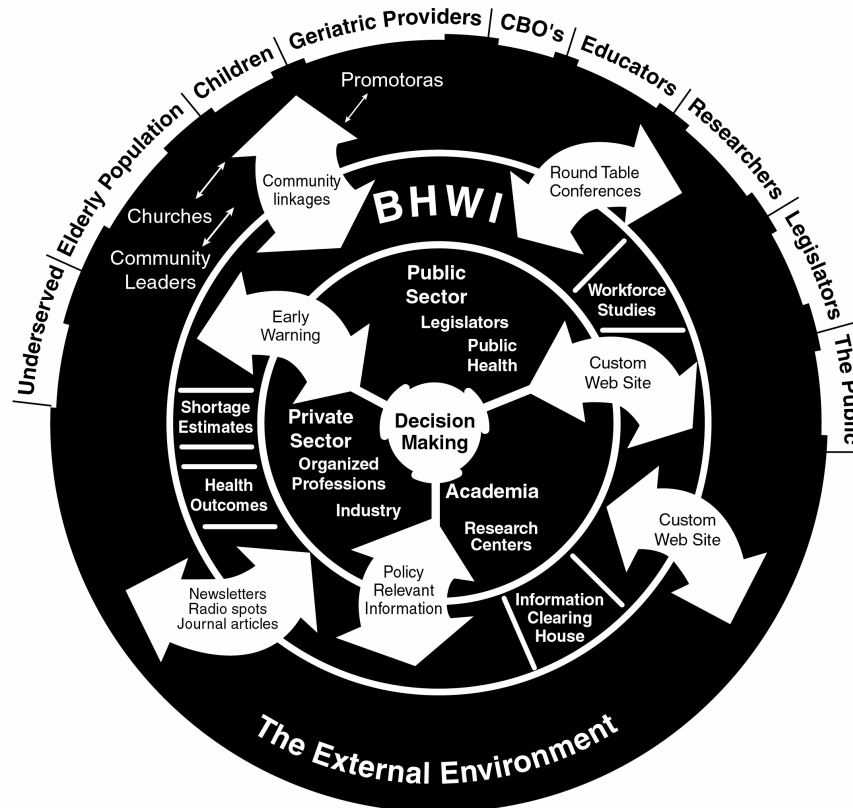 Underserved
Elderly Population
Children
Geriatric Providers
CBO's
Educators
Researchers
Legislators
The Public
Promotoras
Churches
Community
Leaders
Community
linkages
BHWI
Round Table
Conferences
Workforce
Studies
Early
Warning
Public
Sector
Legislators
Public
Health
Custom
Web Site
Shortage
Estimates
Health
Outcomes
Private
Sector
Organized
Professions
Industry
Decision
Making
Academia
Research
Centers
Custom
Web Site
Newsletters
Radio spots
Journal articles
Policy
Relevant
Information
Information
Clearing
House
The External Environment